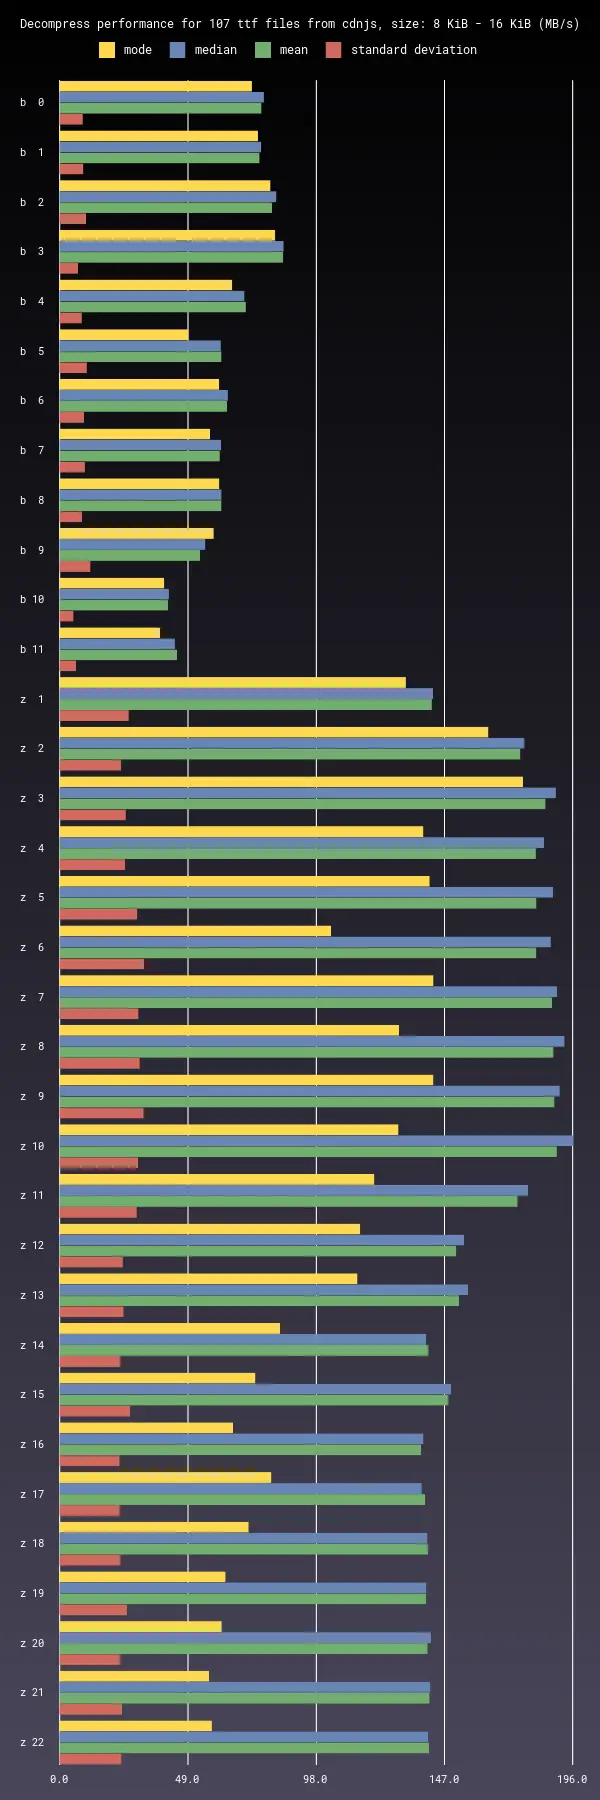 Decompress performance for 107 ttf files from cdnjs, size: 8 KiB - 16 KiB (MB/s)
mode median mean standard deviation
b 0
b 1
b 2
b 3
b 4
b 5
b 6
b 7
b 8
b 9
b 10
b 11
z 1
z 2
z 3
z 4
z 5
z 6
z 7
z 8
z 9
z 10
z 11
z 12
z 13
z 14
z 15
z 16
z 17
z 18
z 19
z 20
z 21
z 22
0.0 49.0 98.0 147.0 196.0